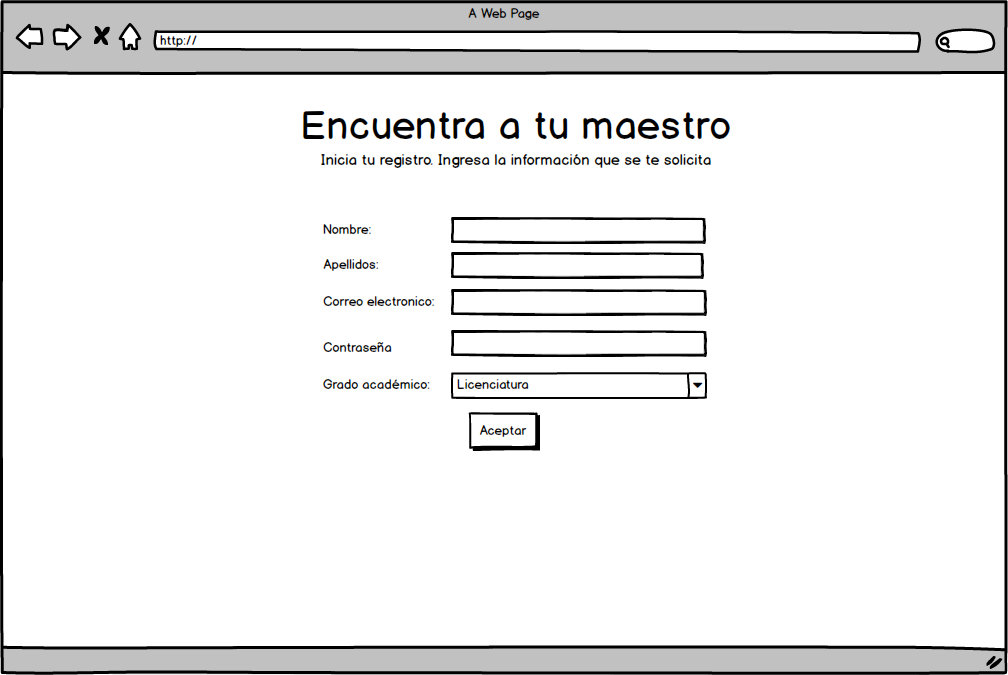 A Web Page
http://
Encuentra a tu maestro
Inicia tu registro. Ingresa la información que se te solicita
Nombre:
Apellidos:
Correo electronico:
Contraseña
Grado académico: Licenciatura
Aceptar